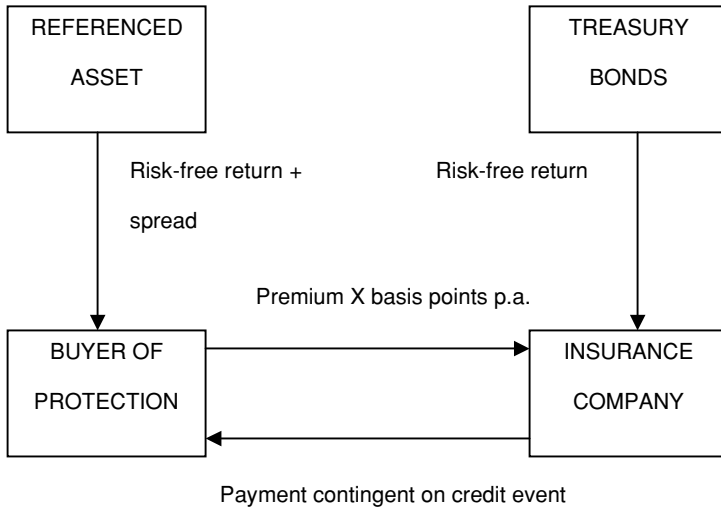 REFERENCED
ASSET
TREASURY
BONDS
Risk-free return +
spread
Risk-free return
Premium X basis points p.a.
BUYER OF
PROTECTION
INSURANCE
COMPANY
Payment contingent on credit event